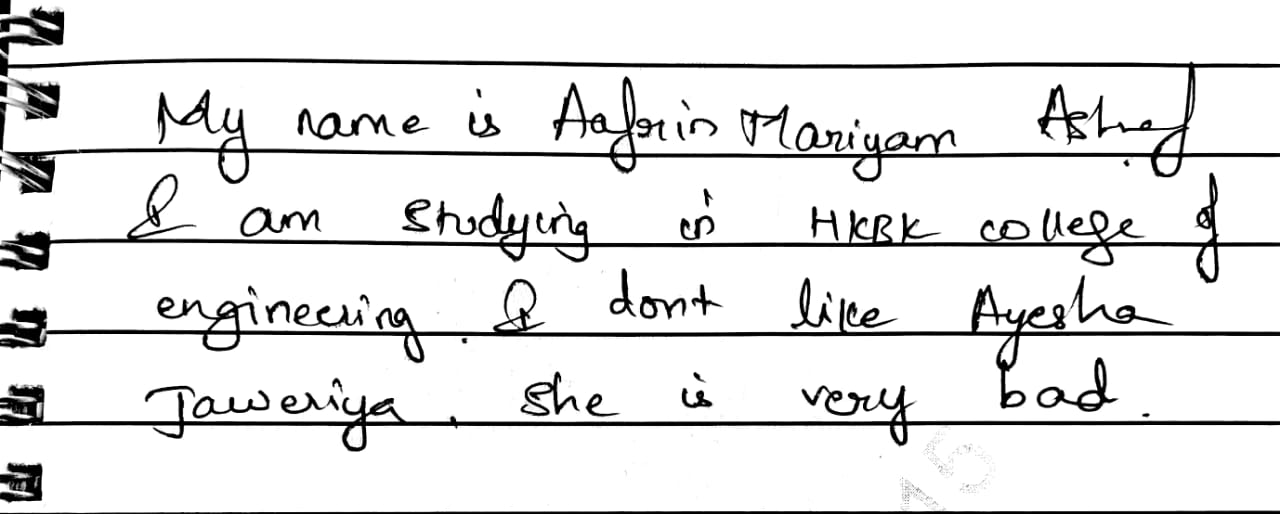 My name is Aafrin Mariyam Ashraf.
I am studying in HKBK college of
engineering. I dont like Ayesha
Jaweriya. She is very bad.
15